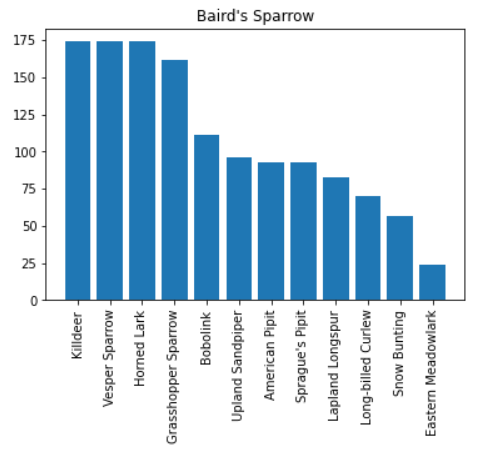 Baird's Sparrow
175
150
125
100
75
50
25
0
Killdeer
Vesper Sparrow
Horned Lark
Grasshopper Sparrow
Bobolink
Upland Sandpiper
American Pipit
Sprague's Pipit
Lapland Longspur
Long-billed Curlew
Snow Bunting
Eastern Meadowlark